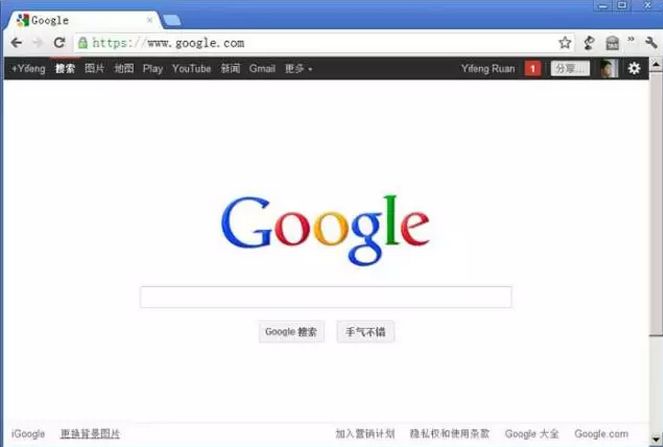 Google
https://www.google.com
+Yifeng 搜索 图片 地图 Play YouTube 新闻 Gmail 更多 Yifeng Ruan 1 分享...
Google
Google 搜索 手气不错
iGoogle 更换背景图片 加入营销计划 隐私权和使用条款 Google 大全 Google.com